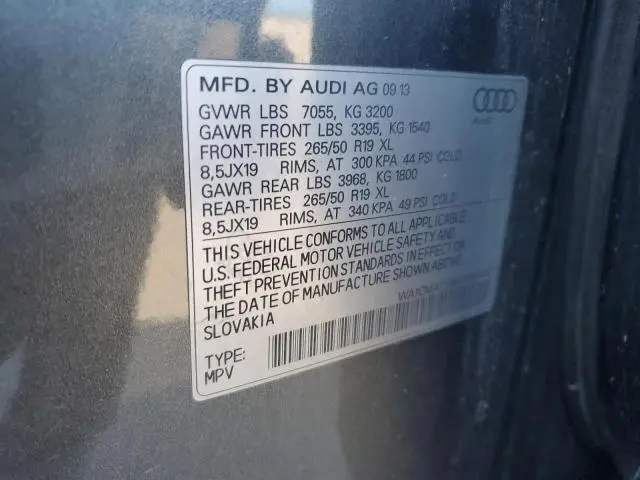 MFD. BY AUDI AG 09 13
GVWR LBS 7055, KG 3200
GAWR FRONT LBS 3395, KG 1540
FRONT-TIRES 265/50 R19 XL
8,5JX19 RIMS, AT 300 KPA 44 PSI COLD
GAWR REAR LBS 3968, KG 1800
REAR-TIRES 265/50 R19 XL
8,5JX19 RIMS, AT 340 KPA 49 PSI COLD
THIS VEHICLE CONFORMS TO ALL APPLICABLE
U.S. FEDERAL MOTOR VEHICLE SAFETY AND
THEFT PREVENTION STANDARDS IN EFFECT ON
THE DATE OF MANUFACTURE SHOWN ABOVE.
SLOVAKIA
TYPE:
MPV